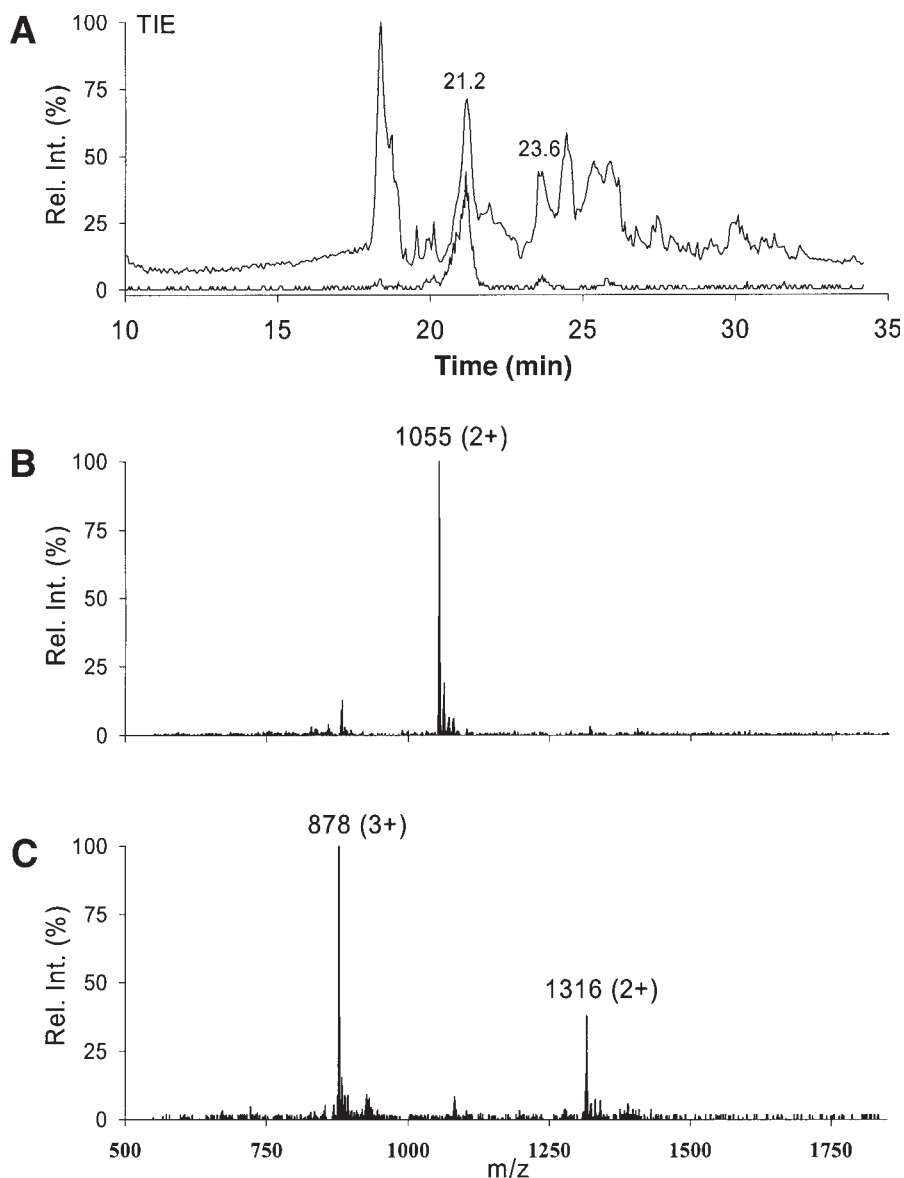 A
TIE
Rel. Int. (%)
100
75
50
25
0
21.2
23.6
10 15 20 25 30 35
Time (min)
B
1055 (2+)
Rel. Int. (%)
100
75
50
25
0
C
878 (3+)
1316 (2+)
Rel. Int. (%)
100
75
50
25
0
500 750 1000 1250 1500 1750
m/z